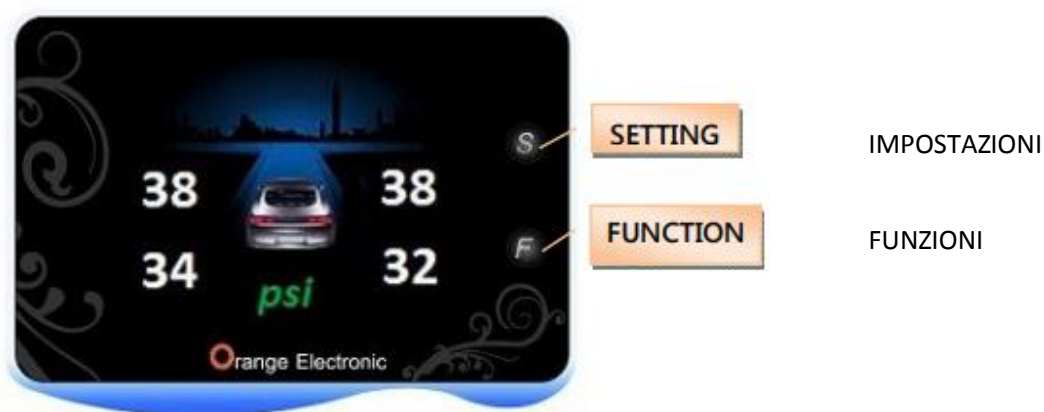 S SETTING IMPOSTAZIONI
38 38
F FUNCTION FUNZIONI
34 32
psi
Orange Electronic